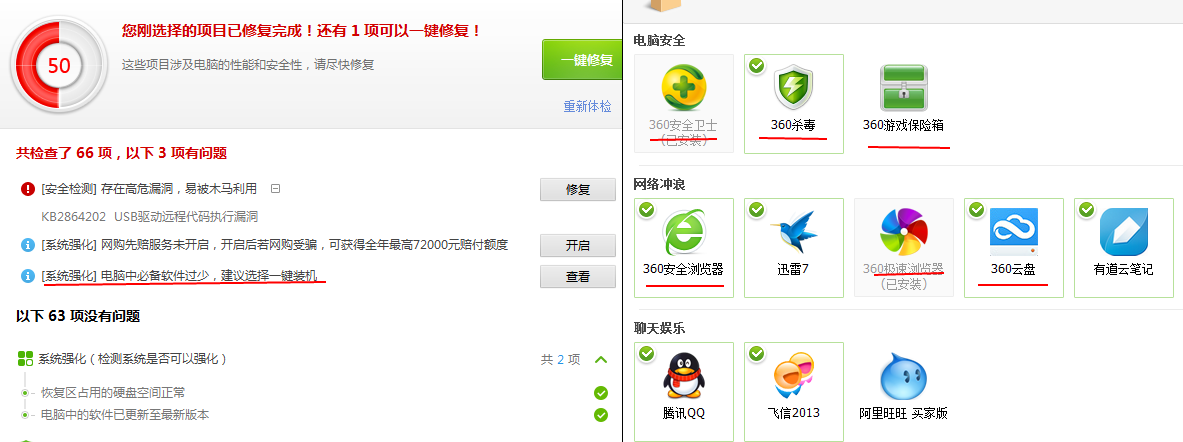 您刚选择的项目已修复完成！还有 1 项可以一键修复！
50
这些项目涉及电脑的性能和安全性，请尽快修复
一键修复
重新体检
共检查了 66 项，以下 3 项有问题
[安全检测] 存在高危漏洞，易被木马利用
修复
KB2864202 USB驱动远程代码执行漏洞
[系统强化] 网购先赔服务未开启，开启后若网购受骗，可获得全年最高72000元赔付额度
开启
[系统强化] 电脑中必备软件过少，建议选择一键装机
查看
以下 63 项没有问题
系统强化（检测系统是否可以强化）
共 2 项
恢复区占用的硬盘空间正常
电脑中的软件已更新至最新版本
电脑安全
360安全卫士
（已安装）
360杀毒
360游戏保险箱
网络冲浪
360安全浏览器
迅雷7
360极速浏览器
（已安装）
360云盘
有道云笔记
聊天娱乐
腾讯QQ
飞信2013
阿里旺旺 买家版